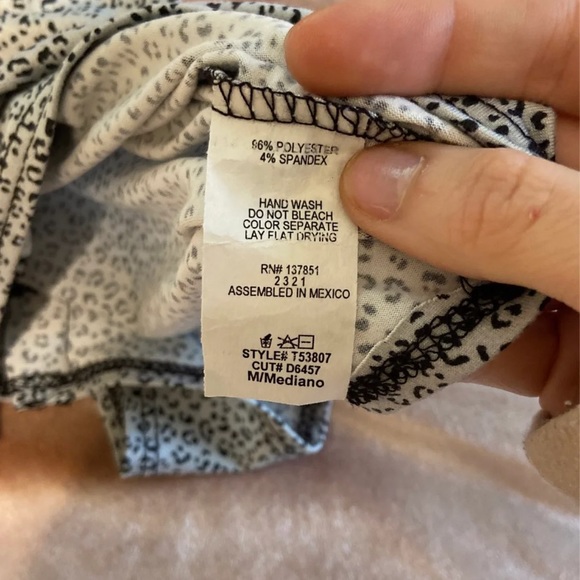 96% POLYESTER
4% SPANDEX
HAND WASH
DO NOT BLEACH
COLOR SEPARATE
LAY FLAT DRYING
RN# 137851
2321
ASSEMBLED IN MEXICO
STYLE# T53807
CUT# D6457
M/Mediano